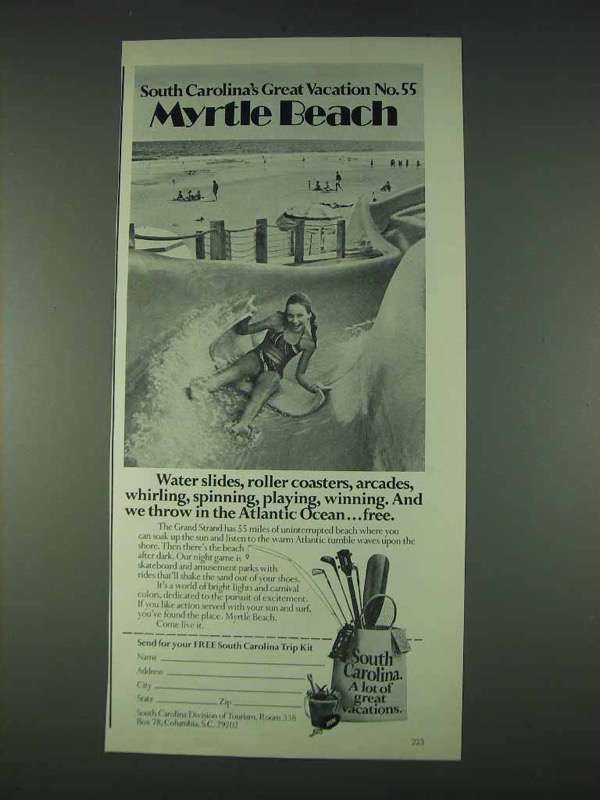 South Carolina's Great Vacation No. 55
Myrtle Beach
Water slides, roller coasters, arcades,
whirling, spinning, playing, winning. And
we throw in the Atlantic Ocean...free.
The Grand Strand has 55 miles of uninterrupted beach where you
can soak up the sun and listen to the warm Atlantic tumble waves upon the
shore. Then there's the beach
after dark. Our night game is
skateboard and amusement parks with
rides that'll shake the sand out of your shoes.
It's a world of bright lights and carnival
color, dedicated to the pursuit of excitement.
If you like action served with your sun and surf,
you've found the place. Myrtle Beach.
Come live it.
Send for your FREE South Carolina Trip Kit
Name
Address
City
State Zip
South Carolina Division of Tourism, Room 338
Box 78, Columbia, S.C. 29202
South
Carolina.
A lot of
great
vacations.
223